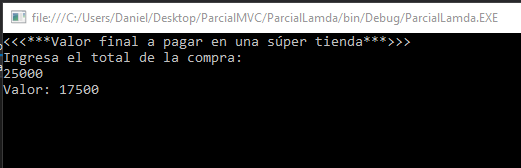 file:///C:/Users/Daniel/Desktop/ParcialMVC/ParcialLamda/bin/Debug/ParcialLamda.EXE
<<<***Valor final a pagar en una súper tienda***>>>
Ingresa el total de la compra:
25000
Valor: 17500